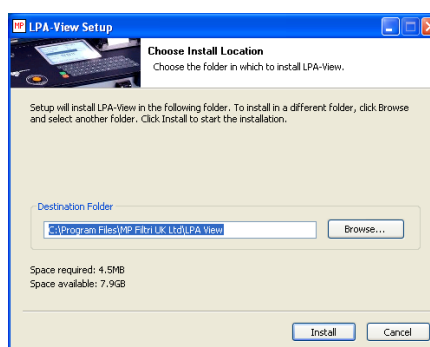 MP LPA-View Setup
Choose Install Location
Choose the folder in which to install LPA-View.
Setup will install LPA-View in the following folder. To install in a different folder, click Browse
and select another folder. Click Install to start the installation.
Destination Folder
C:\Program Files\MP Filtri UK Ltd\LPA View
Browse...
Space required: 4.5MB
Space available: 7.9GB
Install
Cancel